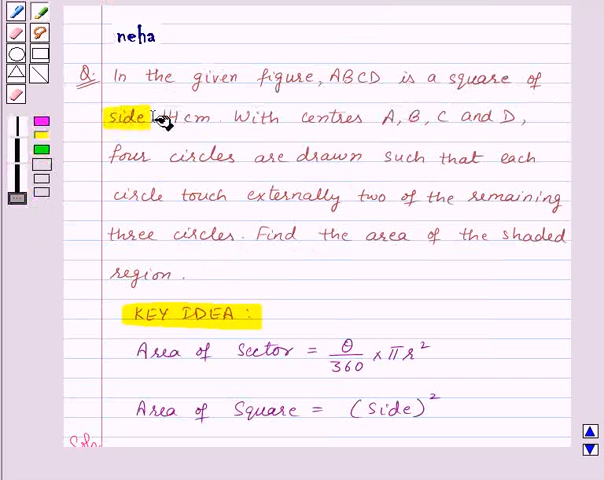 neha
Q. In the given figure, ABCD is a square of
side 14 cm. With centres A, B, C and D,
four circles are drawn such that each
circle touch externally two of the remaining
three circles. Find the area of the shaded
region.
KEY IDEA :
Area of Sector = θ/360 × πr²
Area of Square = (Side)²
Soln